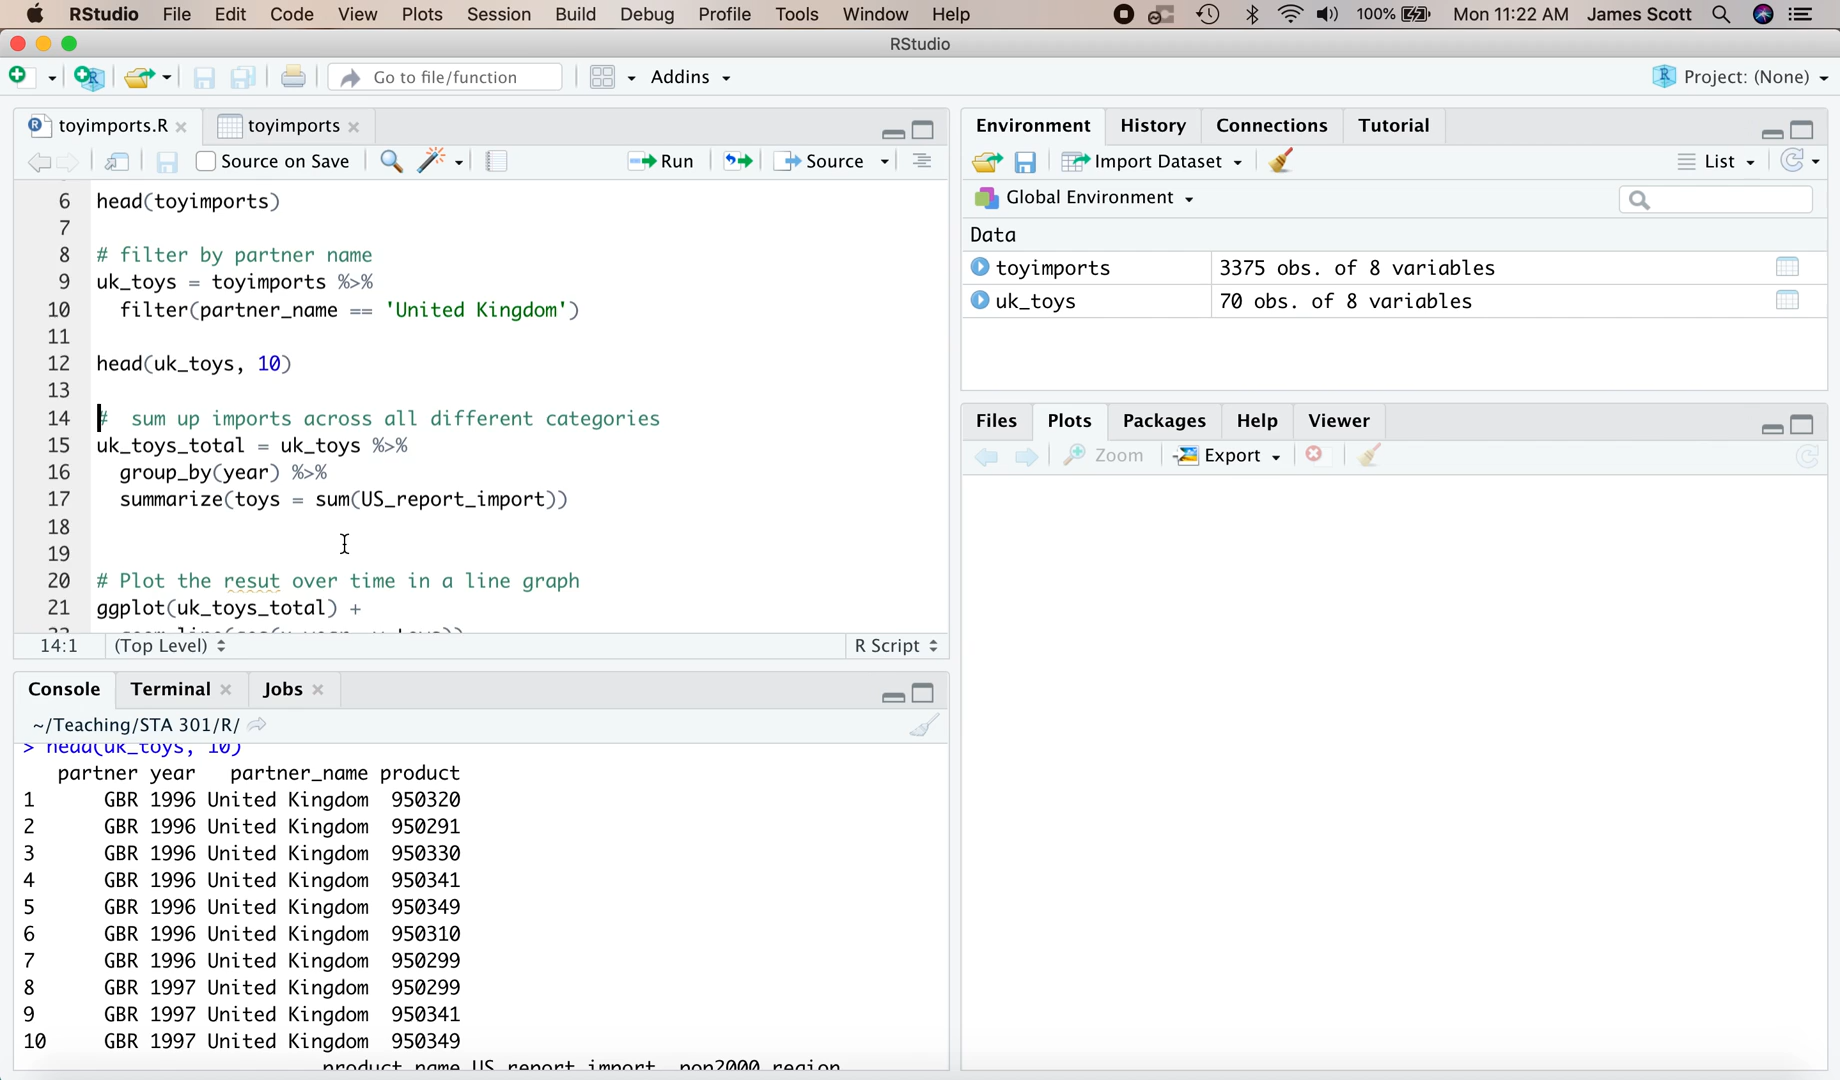 RStudio File Edit Code View Plots Session Build Debug Profile Tools Window Help 100% Mon 11:22 AM James Scott
RStudio
Go to file/function Addins Project: (None)
toyimports.R toyimports
Source on Save Run Source
6 head(toyimports)
7
8 # filter by partner name
9 uk_toys = toyimports %>%
10 filter(partner_name == 'United Kingdom')
11
12 head(uk_toys, 10)
13
14 # sum up imports across all different categories
15 uk_toys_total = uk_toys %>%
16 group_by(year) %>%
17 summarize(toys = sum(US_report_import))
18
19
20 # Plot the resut over time in a line graph
21 ggplot(uk_toys_total) +
14:1 (Top Level) R Script
Console Terminal Jobs
~/Teaching/STA 301/R/
> head(uk_toys, 10)
partner year partner_name product
1 GBR 1996 United Kingdom 950320
2 GBR 1996 United Kingdom 950291
3 GBR 1996 United Kingdom 950330
4 GBR 1996 United Kingdom 950341
5 GBR 1996 United Kingdom 950349
6 GBR 1996 United Kingdom 950310
7 GBR 1996 United Kingdom 950299
8 GBR 1997 United Kingdom 950299
9 GBR 1997 United Kingdom 950341
10 GBR 1997 United Kingdom 950349
product_name US_report_import pop2000 region
Environment History Connections Tutorial
Import Dataset List
Global Environment
Data
toyimports 3375 obs. of 8 variables
uk_toys 70 obs. of 8 variables
Files Plots Packages Help Viewer
Zoom Export